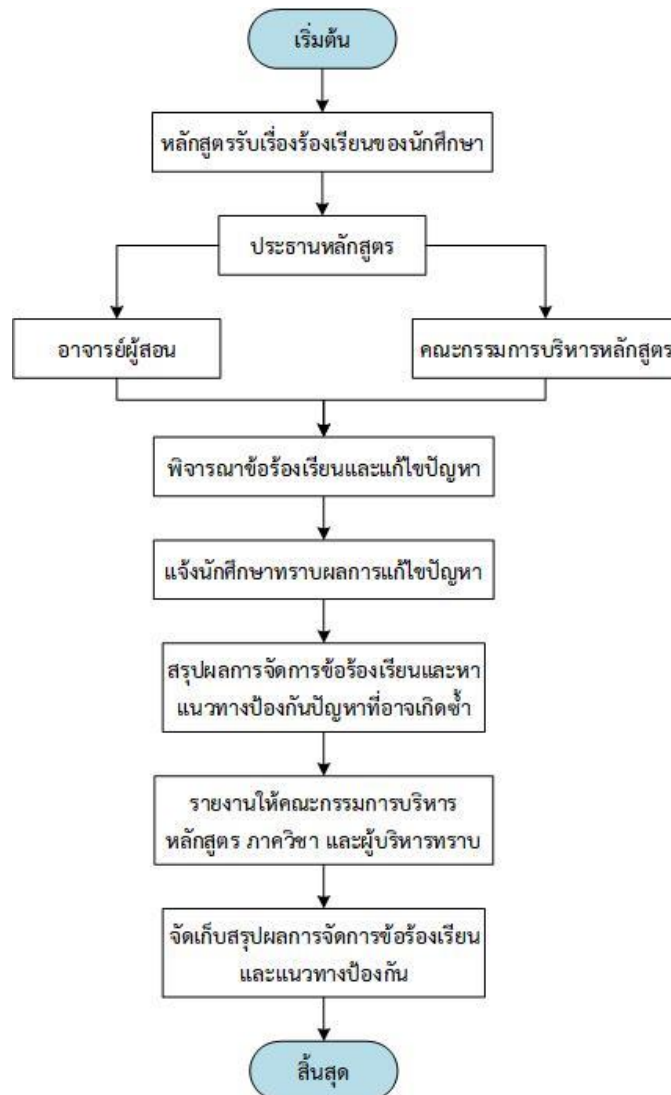 เริ่มต้น
หลักสูตรรับเรื่องร้องเรียนของนักศึกษา
ประธานหลักสูตร
อาจารย์ผู้สอน
คณะกรรมการบริหารหลักสูตร
พิจารณาข้อร้องเรียนและแก้ไขปัญหา
แจ้งนักศึกษาทราบผลการแก้ไขปัญหา
สรุปผลการจัดการข้อร้องเรียนและหา
แนวทางป้องกันปัญหาที่อาจเกิดซ้ำ
รายงานให้คณะกรรมการบริหาร
หลักสูตร ภาควิชา และผู้บริหารทราบ
จัดเก็บสรุปผลการจัดการข้อร้องเรียน
และแนวทางป้องกัน
สิ้นสุด